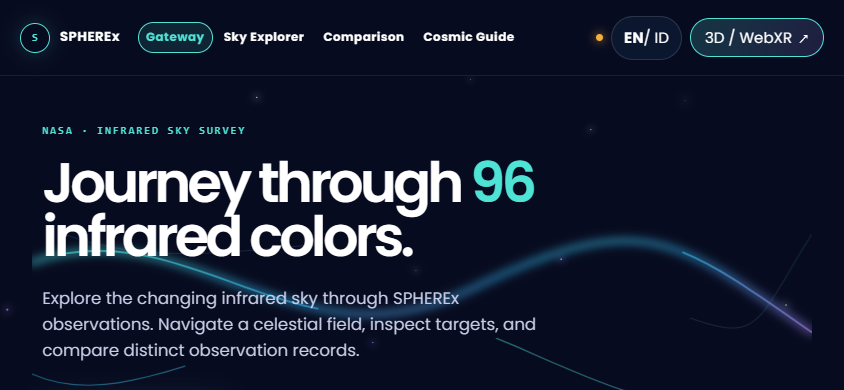 S SPHEREx Gateway Sky Explorer Comparison Cosmic Guide EN/ ID 3D / WebXR ↗
NASA · INFRARED SKY SURVEY
Journey through 96
infrared colors.
Explore the changing infrared sky through SPHEREx
observations. Navigate a celestial field, inspect targets, and
compare distinct observation records.